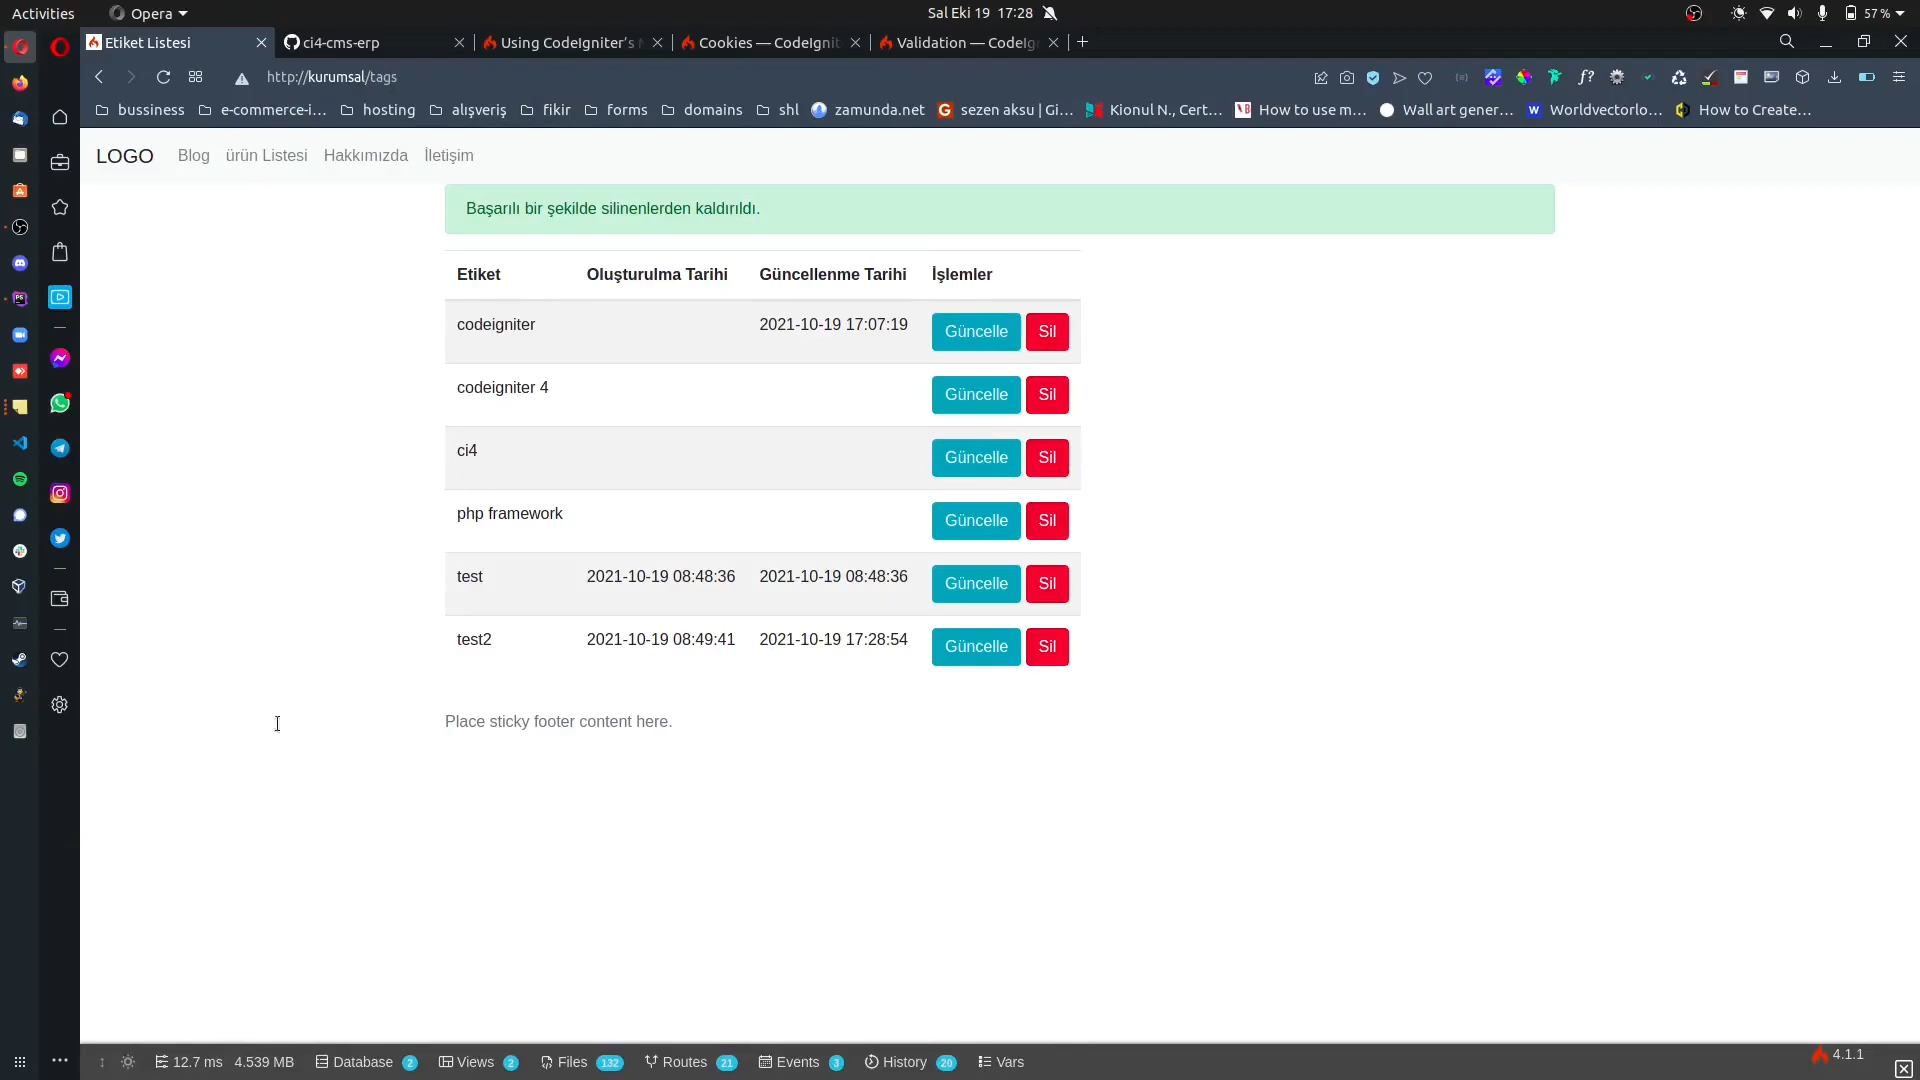 Activities Opera Sal Eki 19 17:28 57 %
Etiket Listesi ci4-cms-erp Using CodeIgniter's Cookies — CodeIgnit Validation — CodeIg
http://kurumsal/tags
bussiness e-commerce-i... hosting alışveriş fikir forms domains shl zamunda.net sezen aksu | Gi... Kionul N., Cert... How to use m... Wall art gener... Worldvectorlo... How to Create...
LOGO Blog ürün Listesi Hakkımızda İletişim
Başarılı bir şekilde silinenlerden kaldırıldı.
Etiket Oluşturulma Tarihi Güncellenme Tarihi İşlemler
codeigniter 2021-10-19 17:07:19 Güncelle Sil
codeigniter 4 Güncelle Sil
ci4 Güncelle Sil
php framework Güncelle Sil
test 2021-10-19 08:48:36 2021-10-19 08:48:36 Güncelle Sil
test2 2021-10-19 08:49:41 2021-10-19 17:28:54 Güncelle Sil
Place sticky footer content here.
12.7 ms 4.539 MB Database 2 Views 2 Files 132 Routes 21 Events 3 History 20 Vars 4.1.1